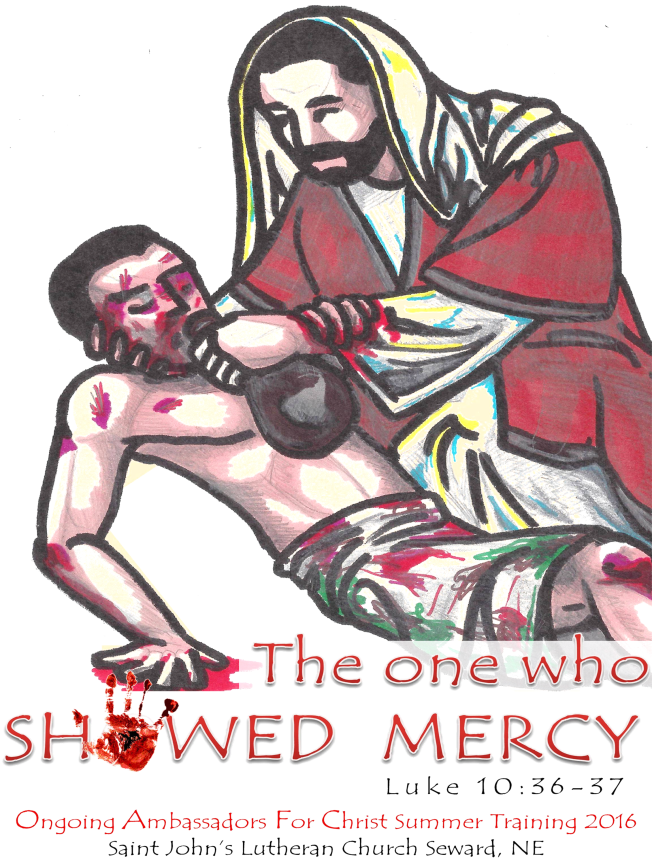 The one who
SHOWED MERCY
Luke 10:36-37
Ongoing Ambassadors For Christ Summer Training 2016
Saint John's Lutheran Church Seward, NE